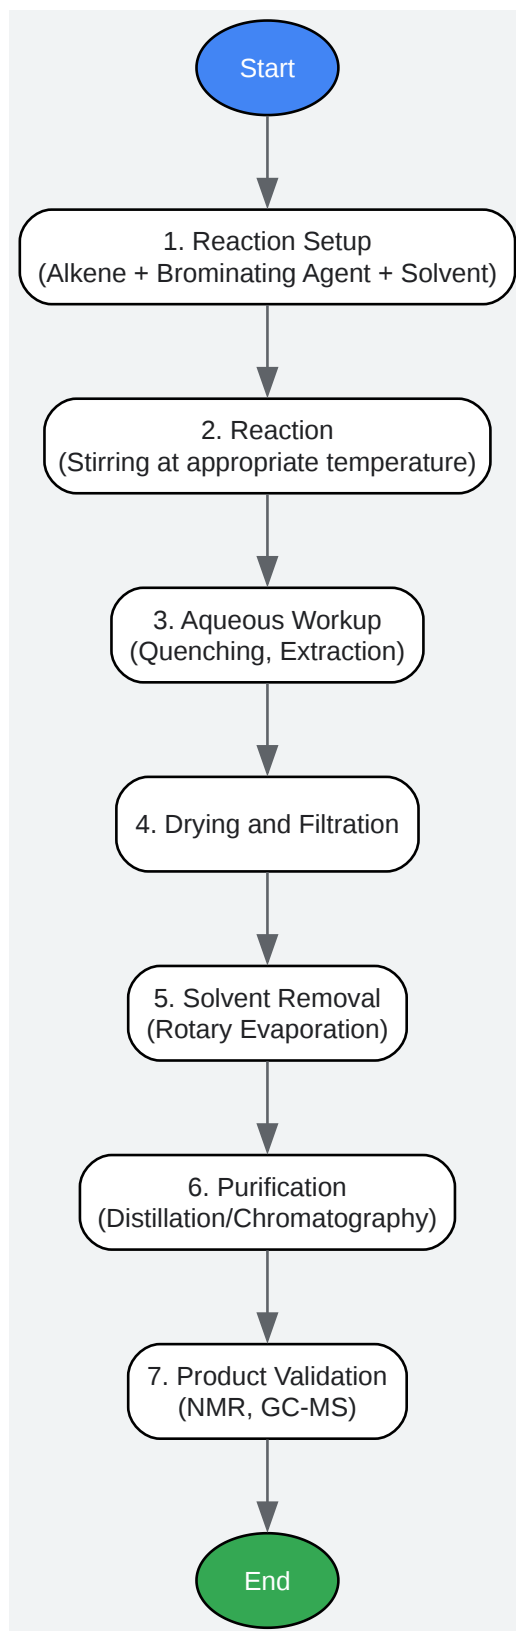 Start
1. Reaction Setup
(Alkene + Brominating Agent + Solvent)
2. Reaction
(Stirring at appropriate temperature)
3. Aqueous Workup
(Quenching, Extraction)
4. Drying and Filtration
5. Solvent Removal
(Rotary Evaporation)
6. Purification
(Distillation/Chromatography)
7. Product Validation
(NMR, GC-MS)
End